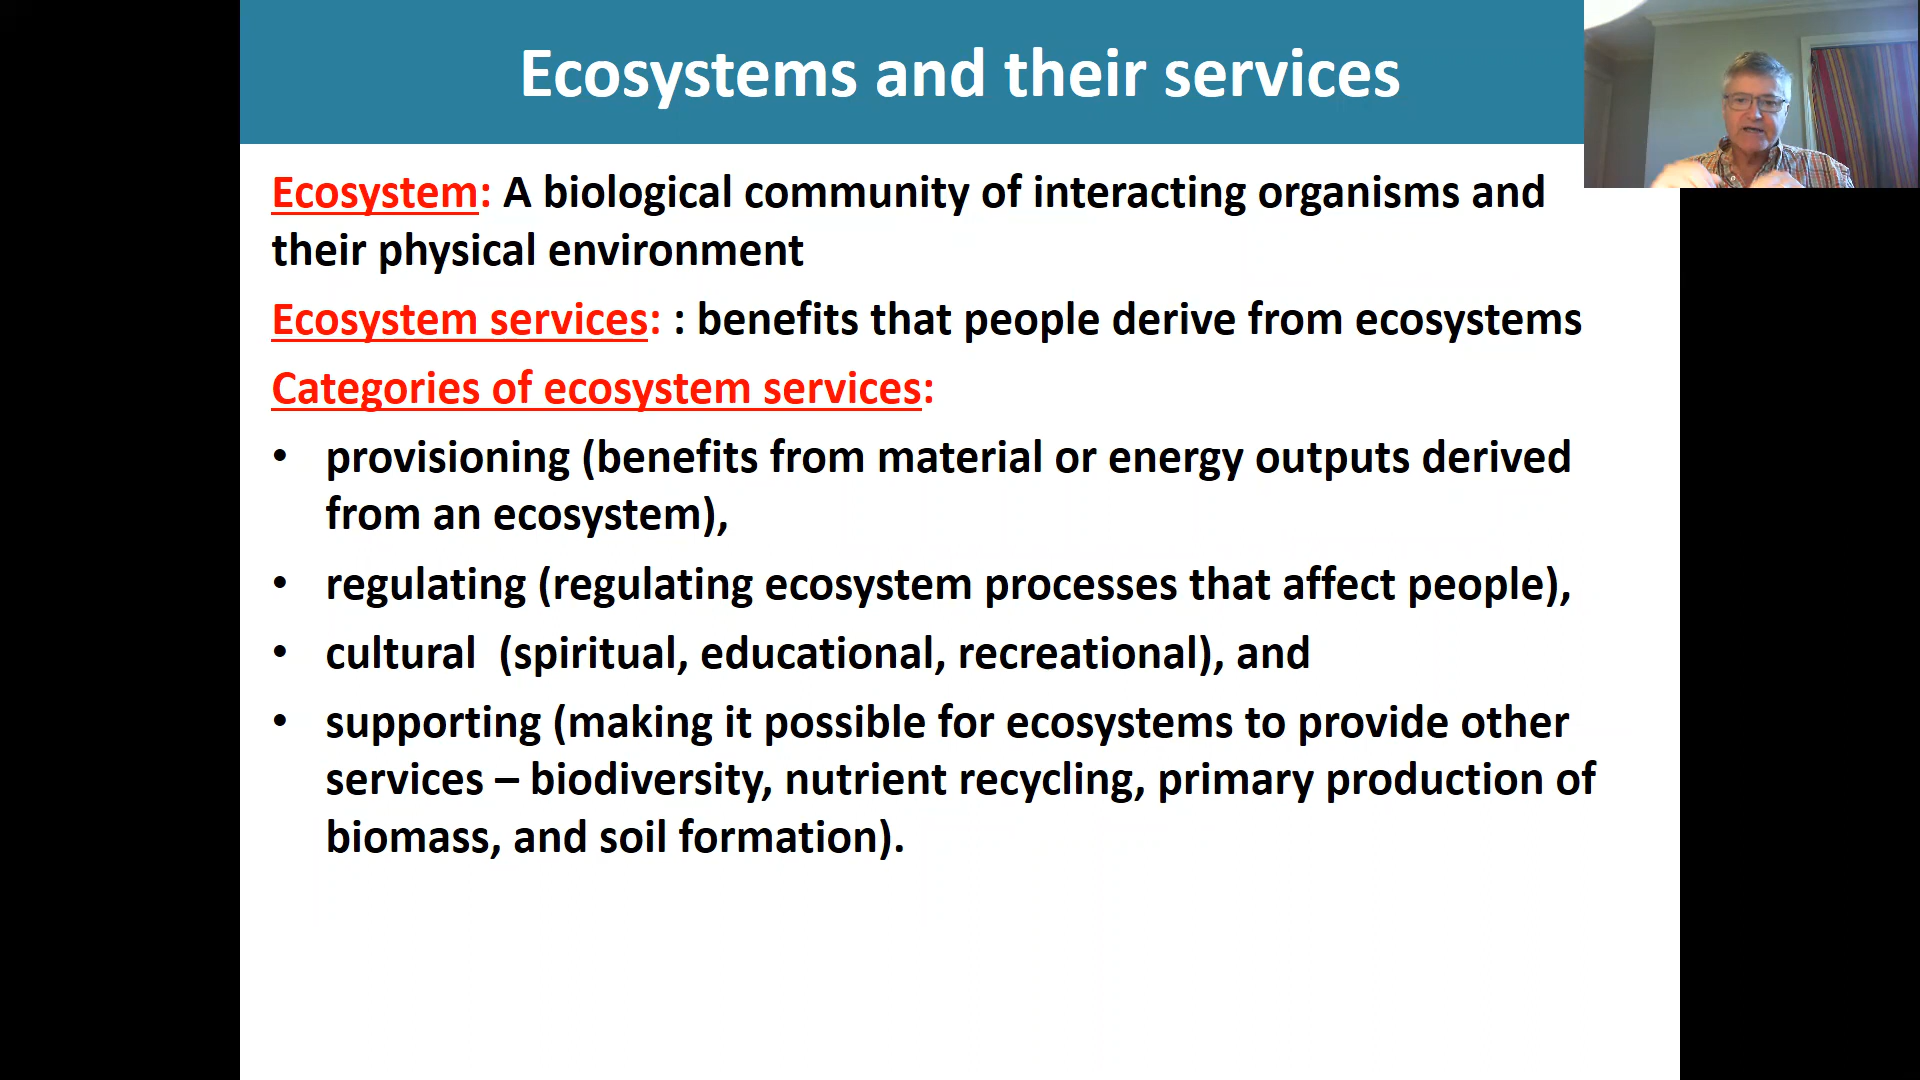 Ecosystems and their services
Ecosystem: A biological community of interacting organisms and
their physical environment
Ecosystem services: : benefits that people derive from ecosystems
Categories of ecosystem services:
• provisioning (benefits from material or energy outputs derived
from an ecosystem),
• regulating (regulating ecosystem processes that affect people),
• cultural  (spiritual, educational, recreational), and
• supporting (making it possible for ecosystems to provide other
services – biodiversity, nutrient recycling, primary production of
biomass, and soil formation).